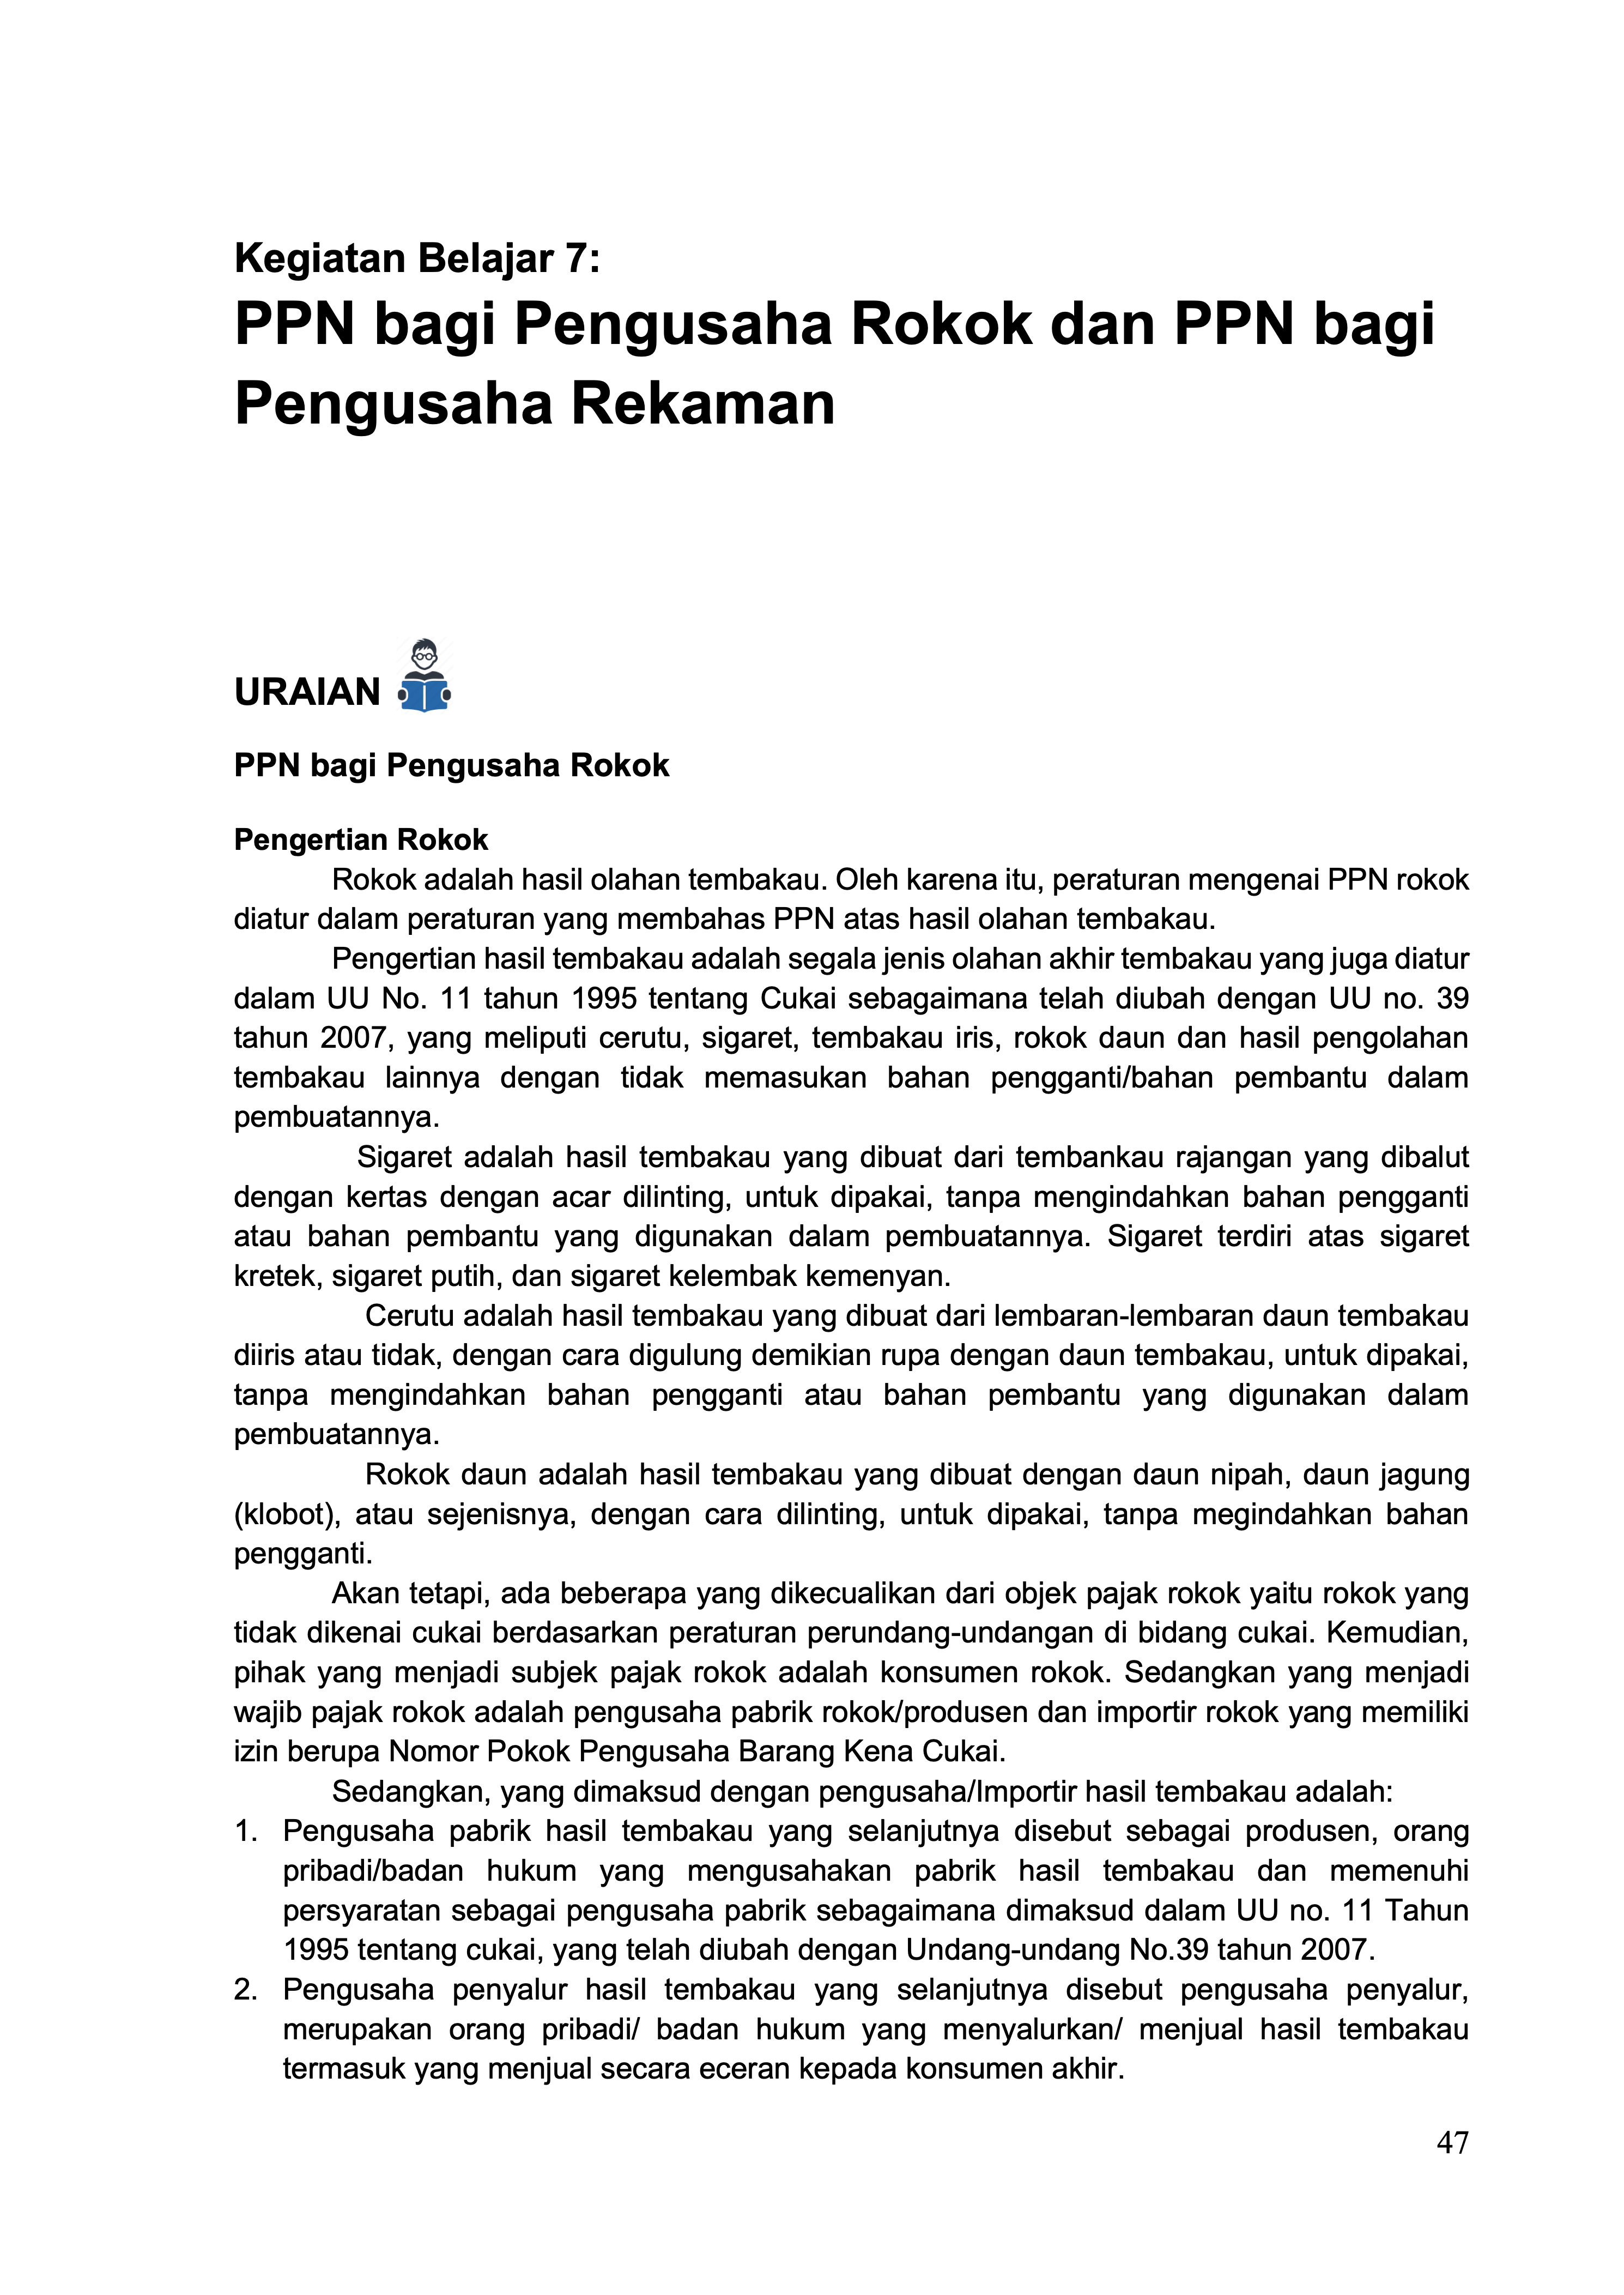 Kegiatan Belajar 7:
PPN bagi Pengusaha Rokok dan PPN bagi
Pengusaha Rekaman
URAIAN
PPN bagi Pengusaha Rokok
Pengertian Rokok
Rokok adalah hasil olahan tembakau. Oleh karena itu, peraturan mengenai PPN rokok
diatur dalam peraturan yang membahas PPN atas hasil olahan tembakau.
Pengertian hasil tembakau adalah segala jenis olahan akhir tembakau yang juga diatur
dalam UU No. 11 tahun 1995 tentang Cukai sebagaimana telah diubah dengan UU no. 39
tahun 2007, yang meliputi cerutu, sigaret, tembakau iris, rokok daun dan hasil pengolahan
tembakau lainnya dengan tidak memasukan bahan pengganti/bahan pembantu dalam
pembuatannya.
Sigaret adalah hasil tembakau yang dibuat dari tembankau rajangan yang dibalut
dengan kertas dengan acar dilinting, untuk dipakai, tanpa mengindahkan bahan pengganti
atau bahan pembantu yang digunakan dalam pembuatannya. Sigaret terdiri atas sigaret
kretek, sigaret putih, dan sigaret kelembak kemenyan.
Cerutu adalah hasil tembakau yang dibuat dari lembaran-lembaran daun tembakau
diiris atau tidak, dengan cara digulung demikian rupa dengan daun tembakau, untuk dipakai,
tanpa mengindahkan bahan pengganti atau bahan pembantu yang digunakan dalam
pembuatannya.
Rokok daun adalah hasil tembakau yang dibuat dengan daun nipah, daun jagung
(klobot), atau sejenisnya, dengan cara dilinting, untuk dipakai, tanpa megindahkan bahan
pengganti.
Akan tetapi, ada beberapa yang dikecualikan dari objek pajak rokok yaitu rokok yang
tidak dikenai cukai berdasarkan peraturan perundang-undangan di bidang cukai. Kemudian,
pihak yang menjadi subjek pajak rokok adalah konsumen rokok. Sedangkan yang menjadi
wajib pajak rokok adalah pengusaha pabrik rokok/produsen dan importir rokok yang memiliki
izin berupa Nomor Pokok Pengusaha Barang Kena Cukai.
Sedangkan, yang dimaksud dengan pengusaha/Importir hasil tembakau adalah:
1. Pengusaha pabrik hasil tembakau yang selanjutnya disebut sebagai produsen, orang
pribadi/badan hukum yang mengusahakan pabrik hasil tembakau dan memenuhi
persyaratan sebagai pengusaha pabrik sebagaimana dimaksud dalam UU no. 11 Tahun
1995 tentang cukai, yang telah diubah dengan Undang-undang No.39 tahun 2007.
2. Pengusaha penyalur hasil tembakau yang selanjutnya disebut pengusaha penyalur,
merupakan orang pribadi/ badan hukum yang menyalurkan/ menjual hasil tembakau
termasuk yang menjual secara eceran kepada konsumen akhir.
47